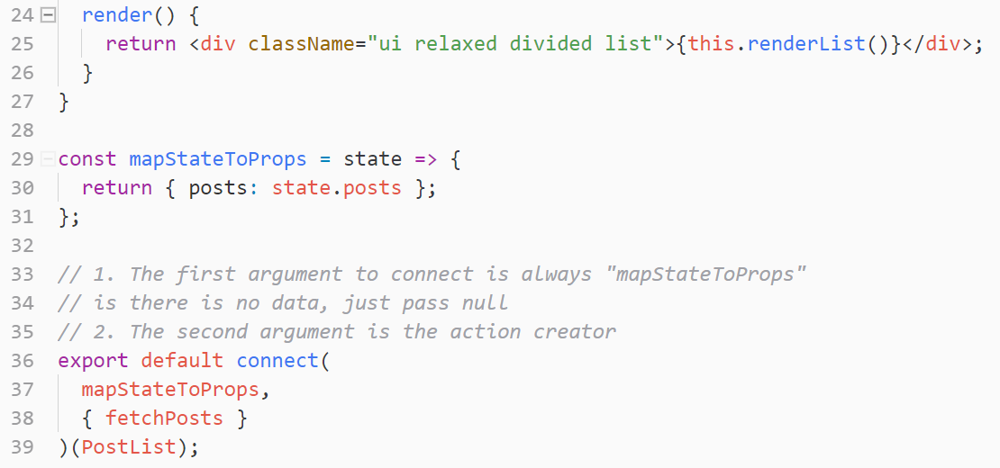 24 render() {
25 return <div className="ui relaxed divided list">{this.renderList()}</div>;
26 }
27 }
28
29 const mapStateToProps = state => {
30 return { posts: state.posts };
31 };
32
33 // 1. The first argument to connect is always "mapStateToProps"
34 // is there is no data, just pass null
35 // 2. The second argument is the action creator
36 export default connect(
37 mapStateToProps,
38 { fetchPosts }
39 )(PostList);